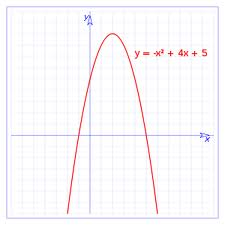 y
y = -x² + 4x + 5
x